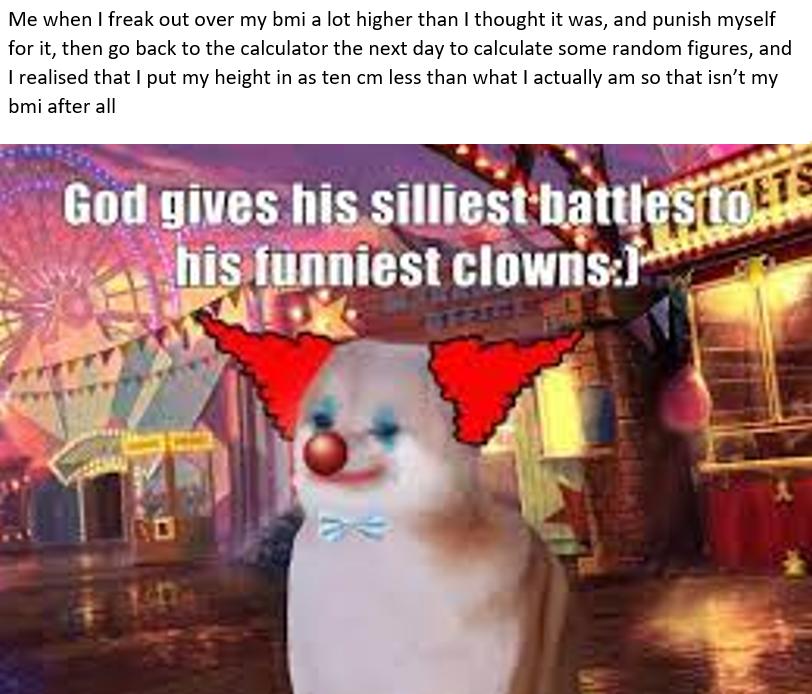 Me when I freak out over my bmi a lot higher than I thought it was, and punish myself
for it, then go back to the calculator the next day to calculate some random figures, and
I realised that I put my height in as ten cm less than what I actually am so that isn’t my
bmi after all
God gives his silliest battles to
his funniest clowns:)
ETS